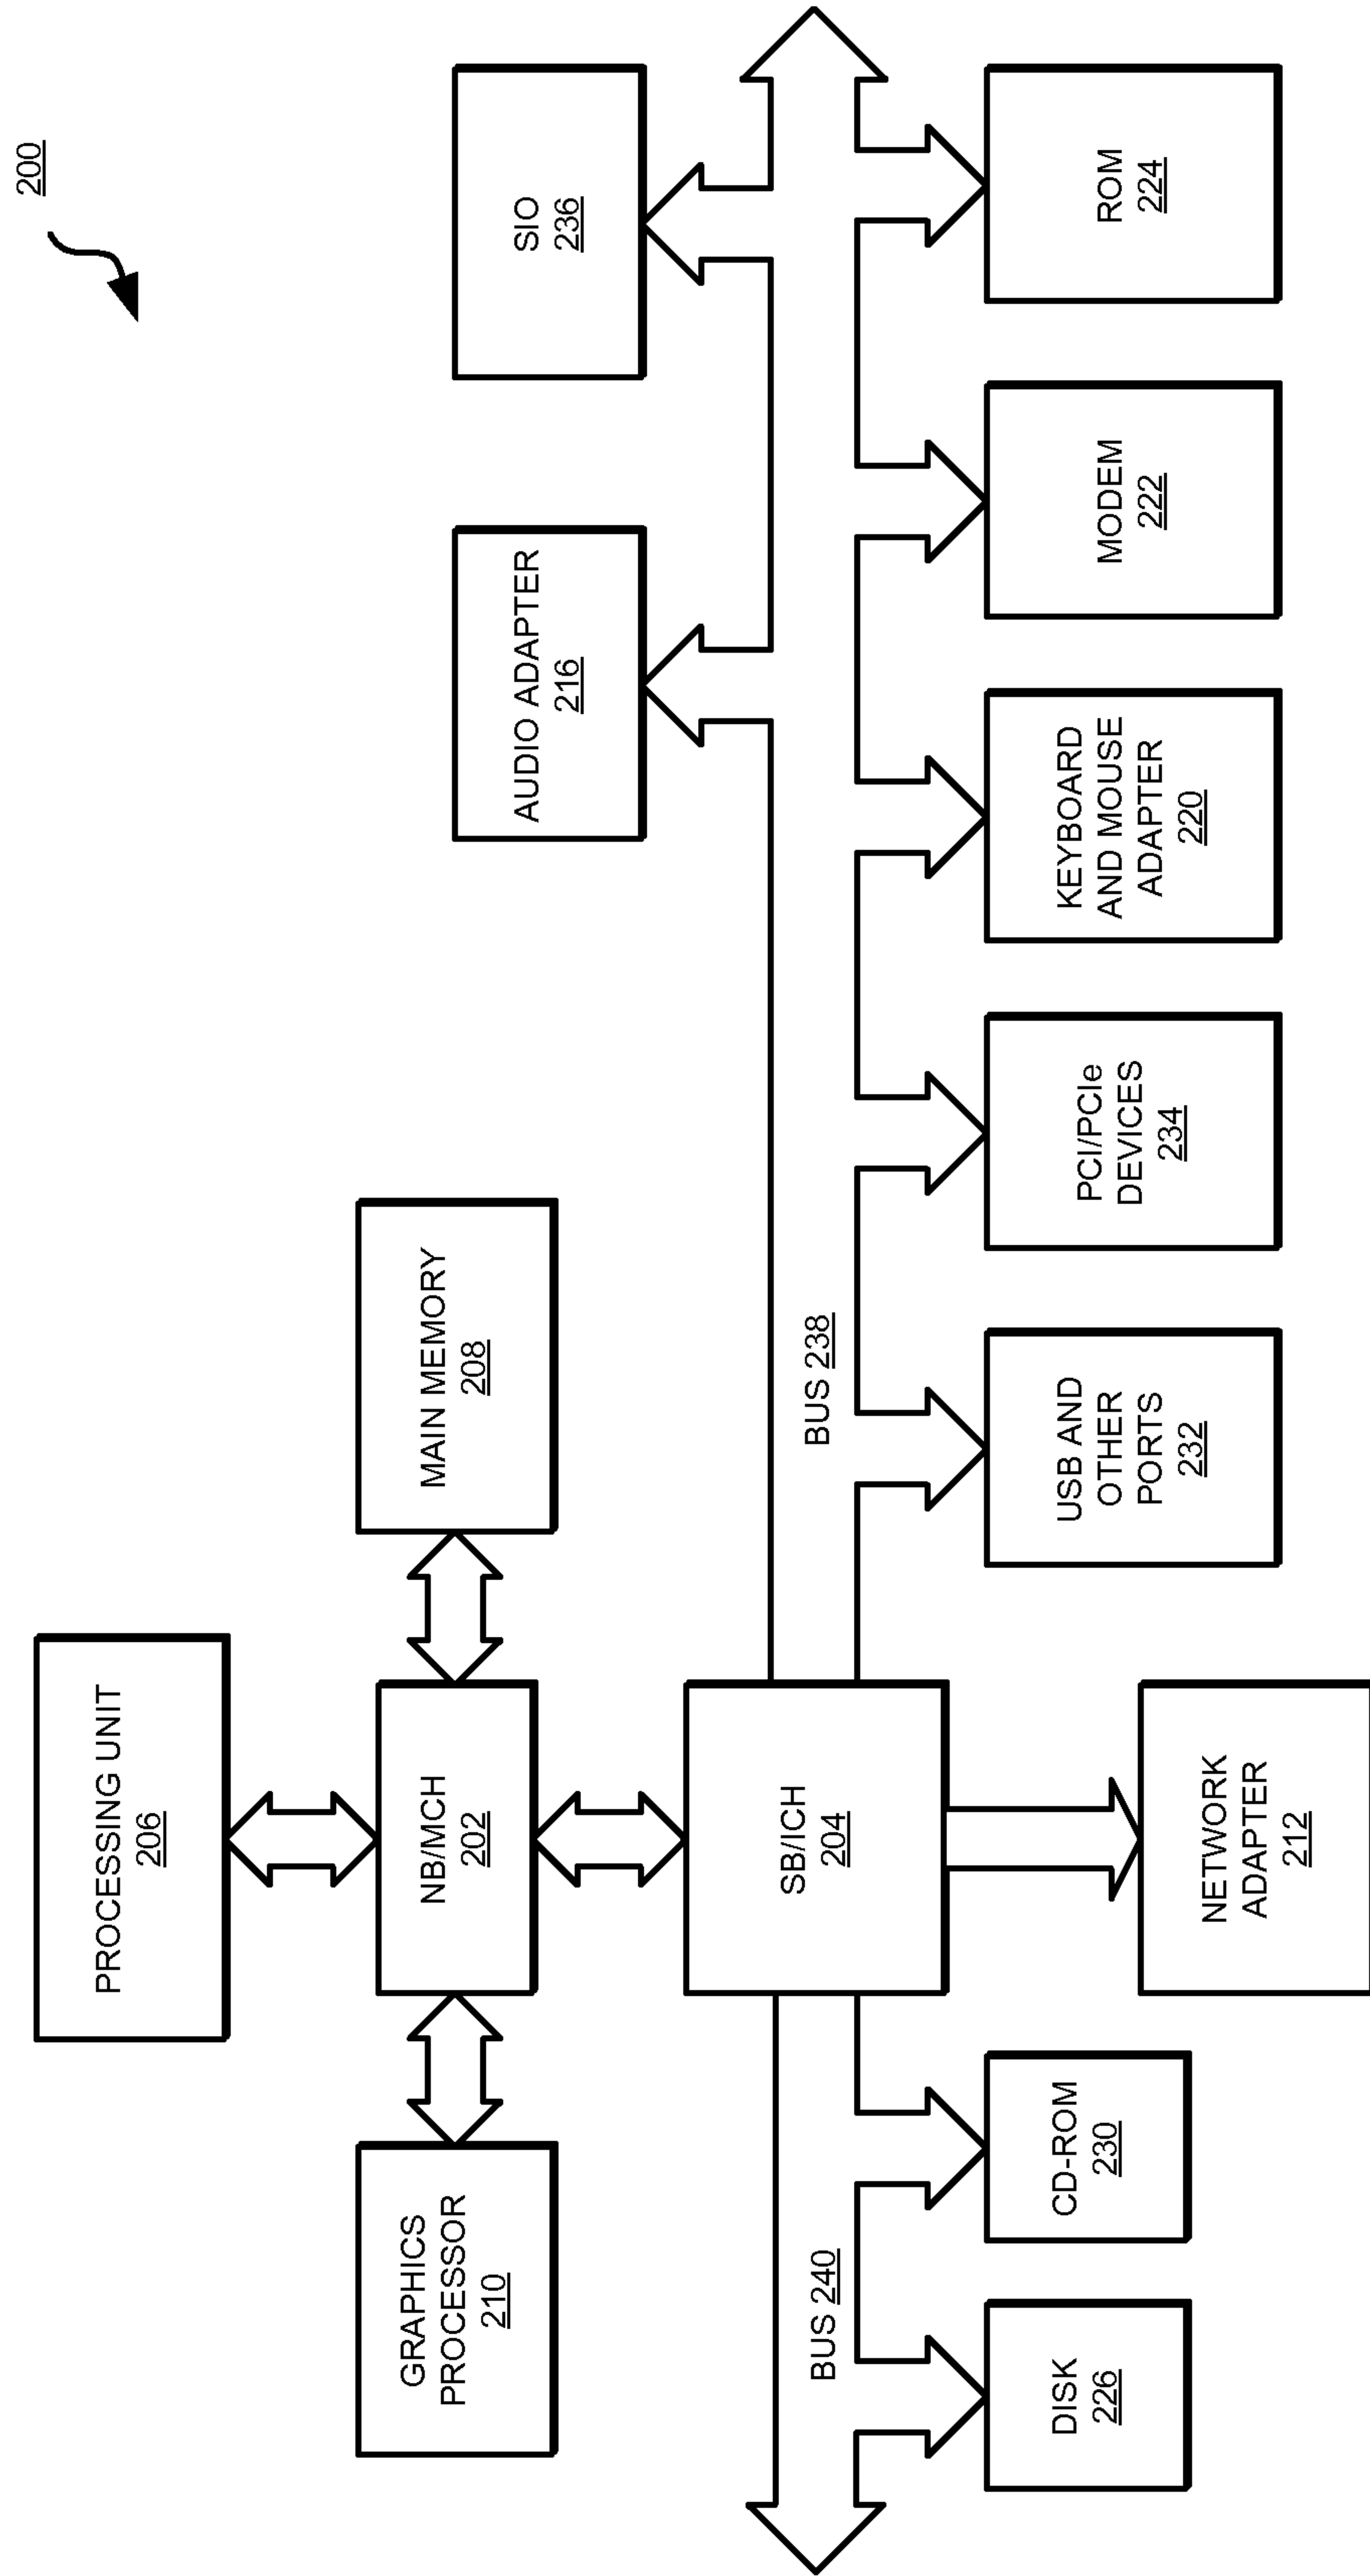 200
PROCESSING UNIT
206
GRAPHICS
PROCESSOR
210
NB/MCH
202
MAIN MEMORY
208
AUDIO ADAPTER
216
SIO
236
SB/ICH
204
BUS 240
BUS 238
DISK
226
CD-ROM
230
NETWORK
ADAPTER
212
USB AND
OTHER
PORTS
232
PCI/PCIe
DEVICES
234
KEYBOARD
AND MOUSE
ADAPTER
220
MODEM
222
ROM
224